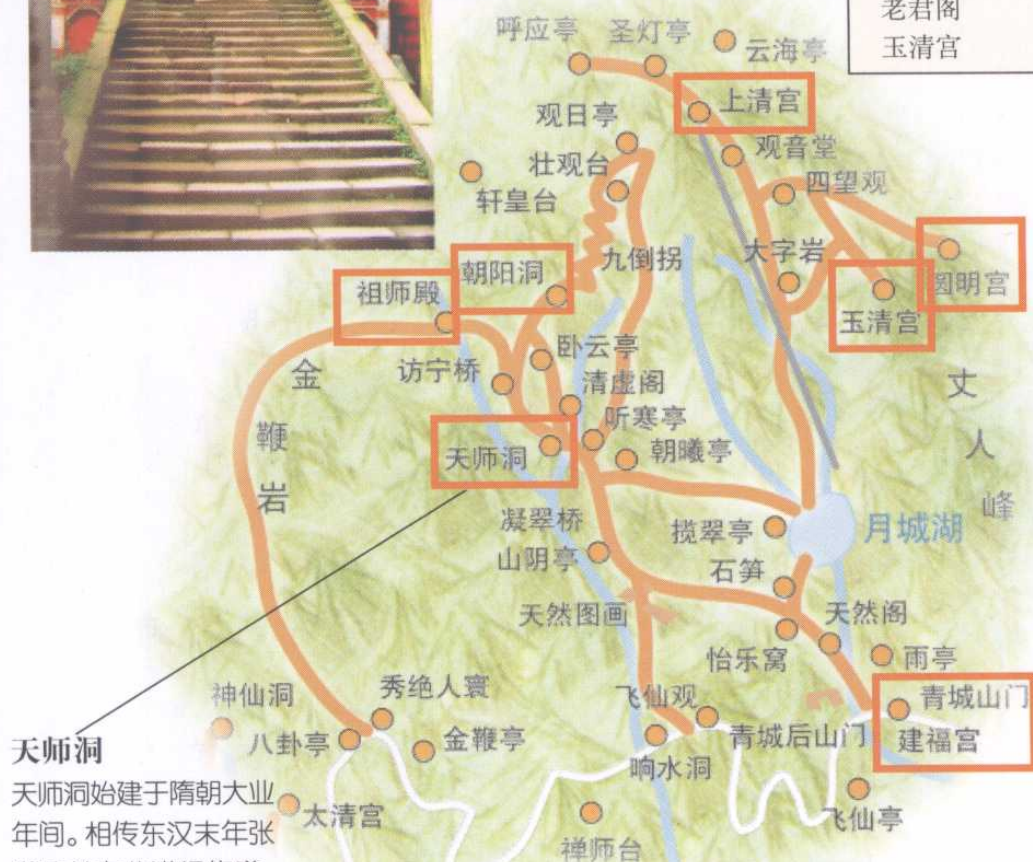 老君阁
玉清宫
呼应亭
圣灯亭
云海亭
上清宫
观日亭
观音堂
壮观台
四望观
轩皇台
大字岩
九倒拐
朝阳洞
圆明宫
祖师殿
玉清宫
卧云亭
访宁桥
金鞭岩
清虚阁
丈人峰
听寒亭
天师洞
朝曦亭
凝翠桥
揽翠亭
月城湖
山阴亭
石笋
天然图画
天然阁
怡乐窝
雨亭
神仙洞
秀绝人寰
飞仙观
青城山门
八卦亭
金鞭亭
青城后山门
建福宫
响水洞
太清宫
飞仙亭
禅师台
天师洞
天师洞始建于隋朝大业
年间。相传东汉末年张